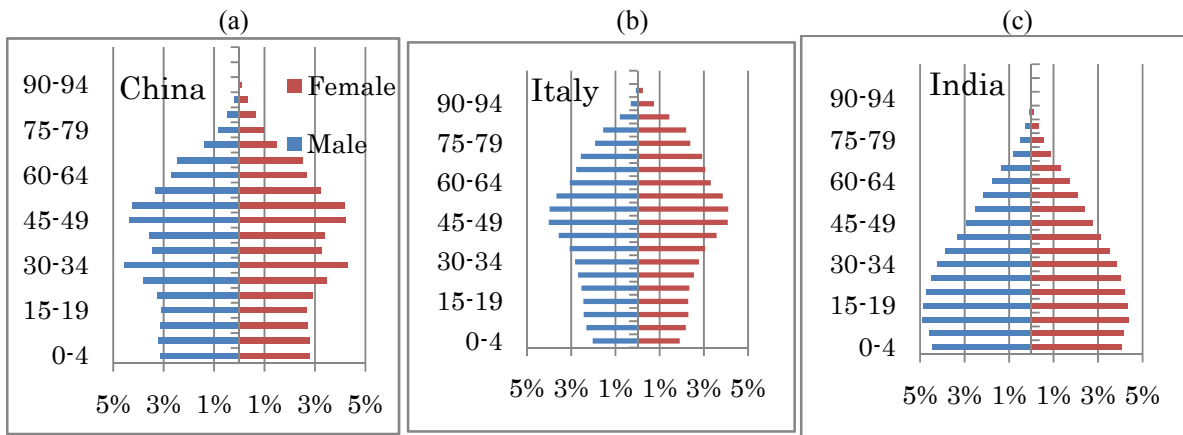 (a)
China
Female
Male
90-94
75-79
60-64
45-49
30-34
15-19
0-4
5% 3% 1% 1% 3% 5%
(b)
Italy
90-94
75-79
60-64
45-49
30-34
15-19
0-4
5% 3% 1% 1% 3% 5%
(c)
India
90-94
75-79
60-64
45-49
30-34
15-19
0-4
5% 3% 1% 1% 3% 5%